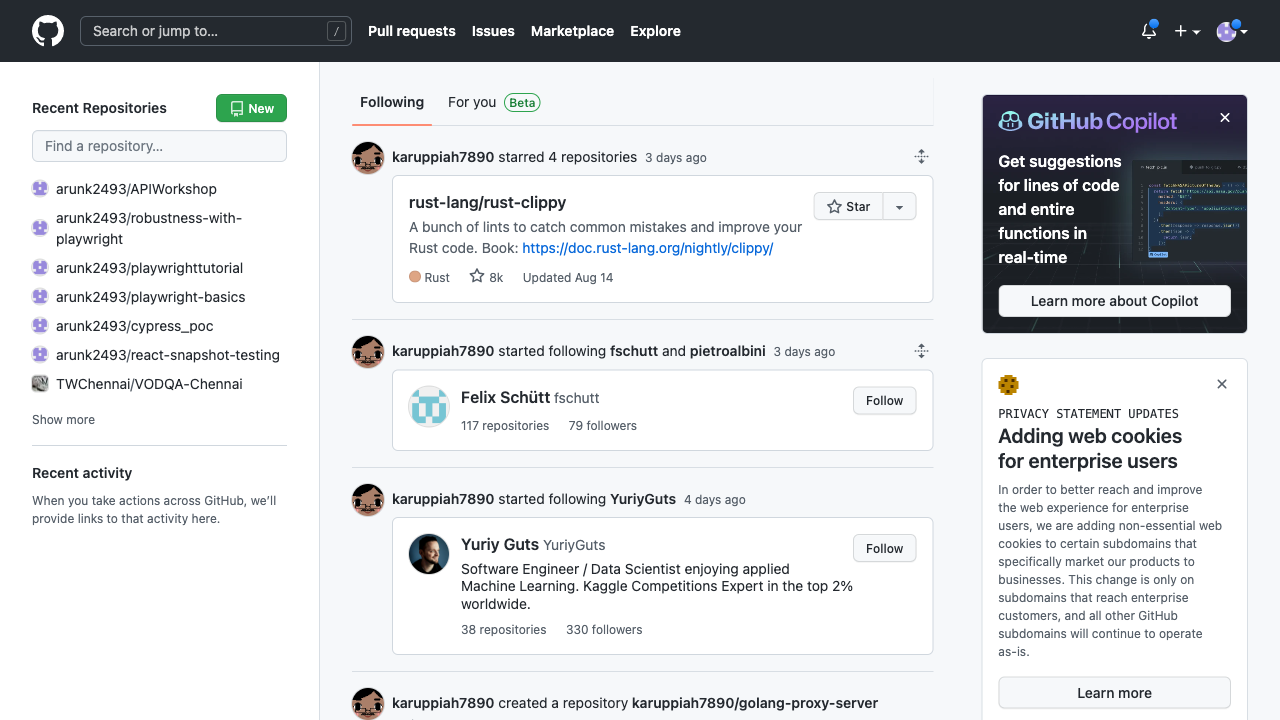 Search or jump to...
/
Pull requests
Issues
Marketplace
Explore
Recent Repositories
New
Find a repository...
arunk2493/APIWorkshop
arunk2493/robustness-with-
playwright
arunk2493/playwrighttutorial
arunk2493/playwright-basics
arunk2493/cypress_poc
arunk2493/react-snapshot-testing
TWChennai/VODQA-Chennai
Show more
Recent activity
When you take actions across GitHub, we'll
provide links to that activity here.
Following
For you Beta
karuppiah7890 starred 4 repositories 3 days ago
rust-lang/rust-clippy
Star
A bunch of lints to catch common mistakes and improve your
Rust code. Book: https://doc.rust-lang.org/nightly/clippy/
Rust 8k Updated Aug 14
karuppiah7890 started following fschutt and pietroalbini 3 days ago
Felix Schütt fschutt
Follow
117 repositories 79 followers
karuppiah7890 started following YuriyGuts 4 days ago
Yuriy Guts YuriyGuts
Follow
Software Engineer / Data Scientist enjoying applied
Machine Learning. Kaggle Competitions Expert in the top 2%
worldwide.
38 repositories 330 followers
karuppiah7890 created a repository karuppiah7890/golang-proxy-server
GitHub Copilot
Get suggestions
for lines of code
and entire
functions in
real-time
Learn more about Copilot
PRIVACY STATEMENT UPDATES
Adding web cookies
for enterprise users
In order to better reach and improve
the web experience for enterprise
users, we are adding non-essential web
cookies to certain subdomains that
specifically market our products to
businesses. This change is only on
subdomains that reach enterprise
customers, and all other GitHub
subdomains will continue to operate
as-is.
Learn more